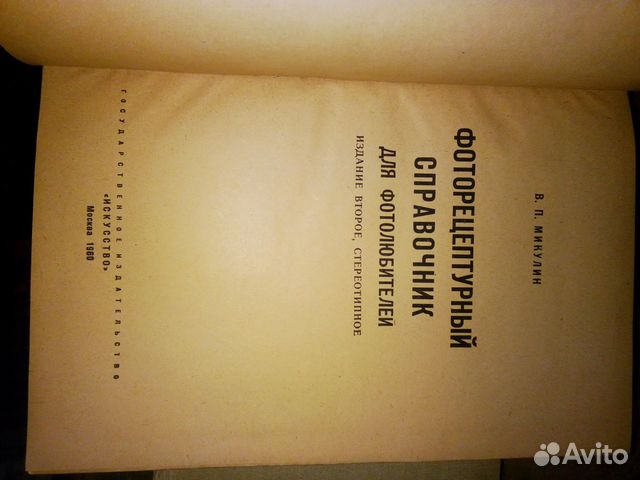 В. П. МИКУЛИН
ФОТОРЕЦЕПТУРНЫЙ
СПРАВОЧНИК
ДЛЯ ФОТОЛЮБИТЕЛЕЙ
ИЗДАНИЕ ВТОРОЕ, СТЕРЕОТИПНОЕ
ГОСУДАРСТВЕННОЕ ИЗДАТЕЛЬСТВО
«ИСКУССТВО»
Москва 1960
Avito